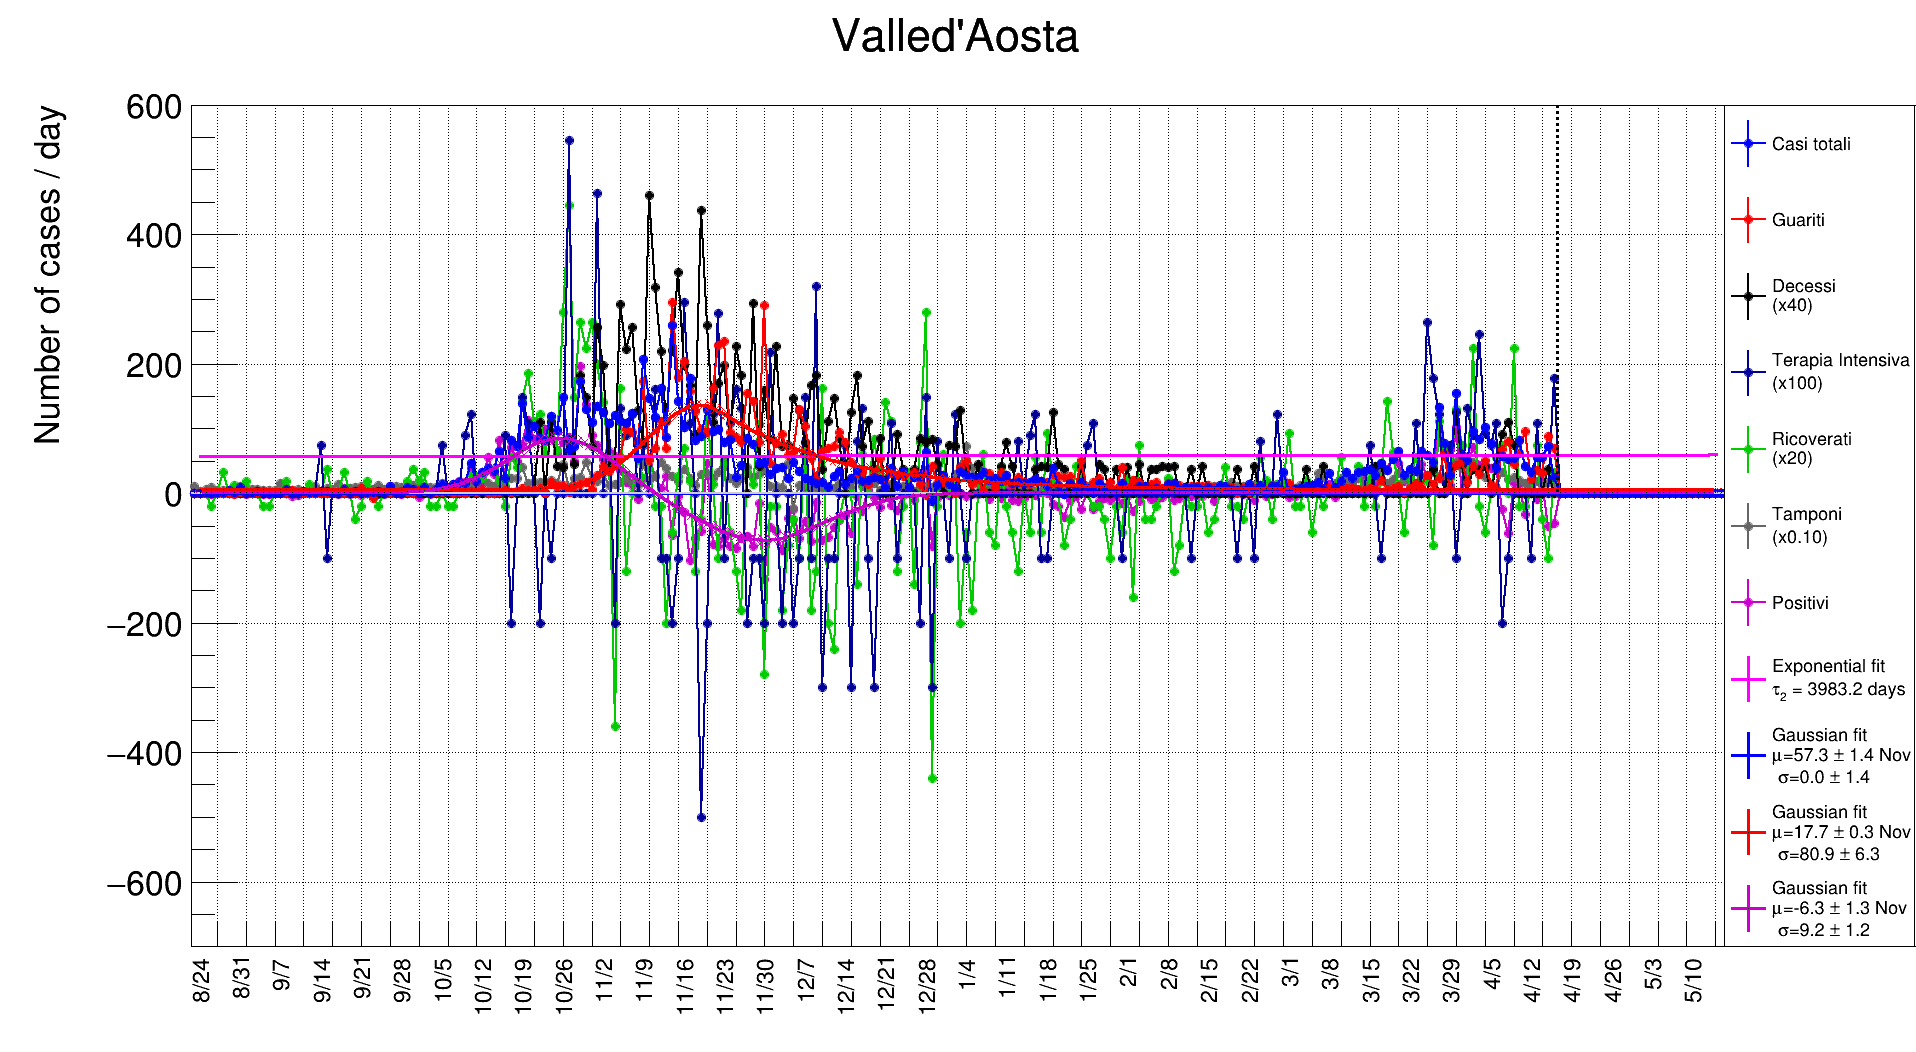 Valled'Aosta
Number of cases / day
600
400
200
0
−200
−400
−600
8/24
8/31
9/7
9/14
9/21
9/28
10/5
10/12
10/19
10/26
11/2
11/9
11/16
11/23
11/30
12/7
12/14
12/21
12/28
1/4
1/11
1/18
1/25
2/1
2/8
2/15
2/22
3/1
3/8
3/15
3/22
3/29
4/5
4/12
4/19
4/26
5/3
5/10
Casi totali
Guariti
Decessi
(x40)
Terapia Intensiva
(x100)
Ricoverati
(x20)
Tamponi
(x0.10)
Positivi
Exponential fit
τ2 = 3983.2 days
Gaussian fit
μ=57.3 ± 1.4 Nov
σ=0.0 ± 1.4
Gaussian fit
μ=17.7 ± 0.3 Nov
σ=80.9 ± 6.3
Gaussian fit
μ=-6.3 ± 1.3 Nov
σ=9.2 ± 1.2